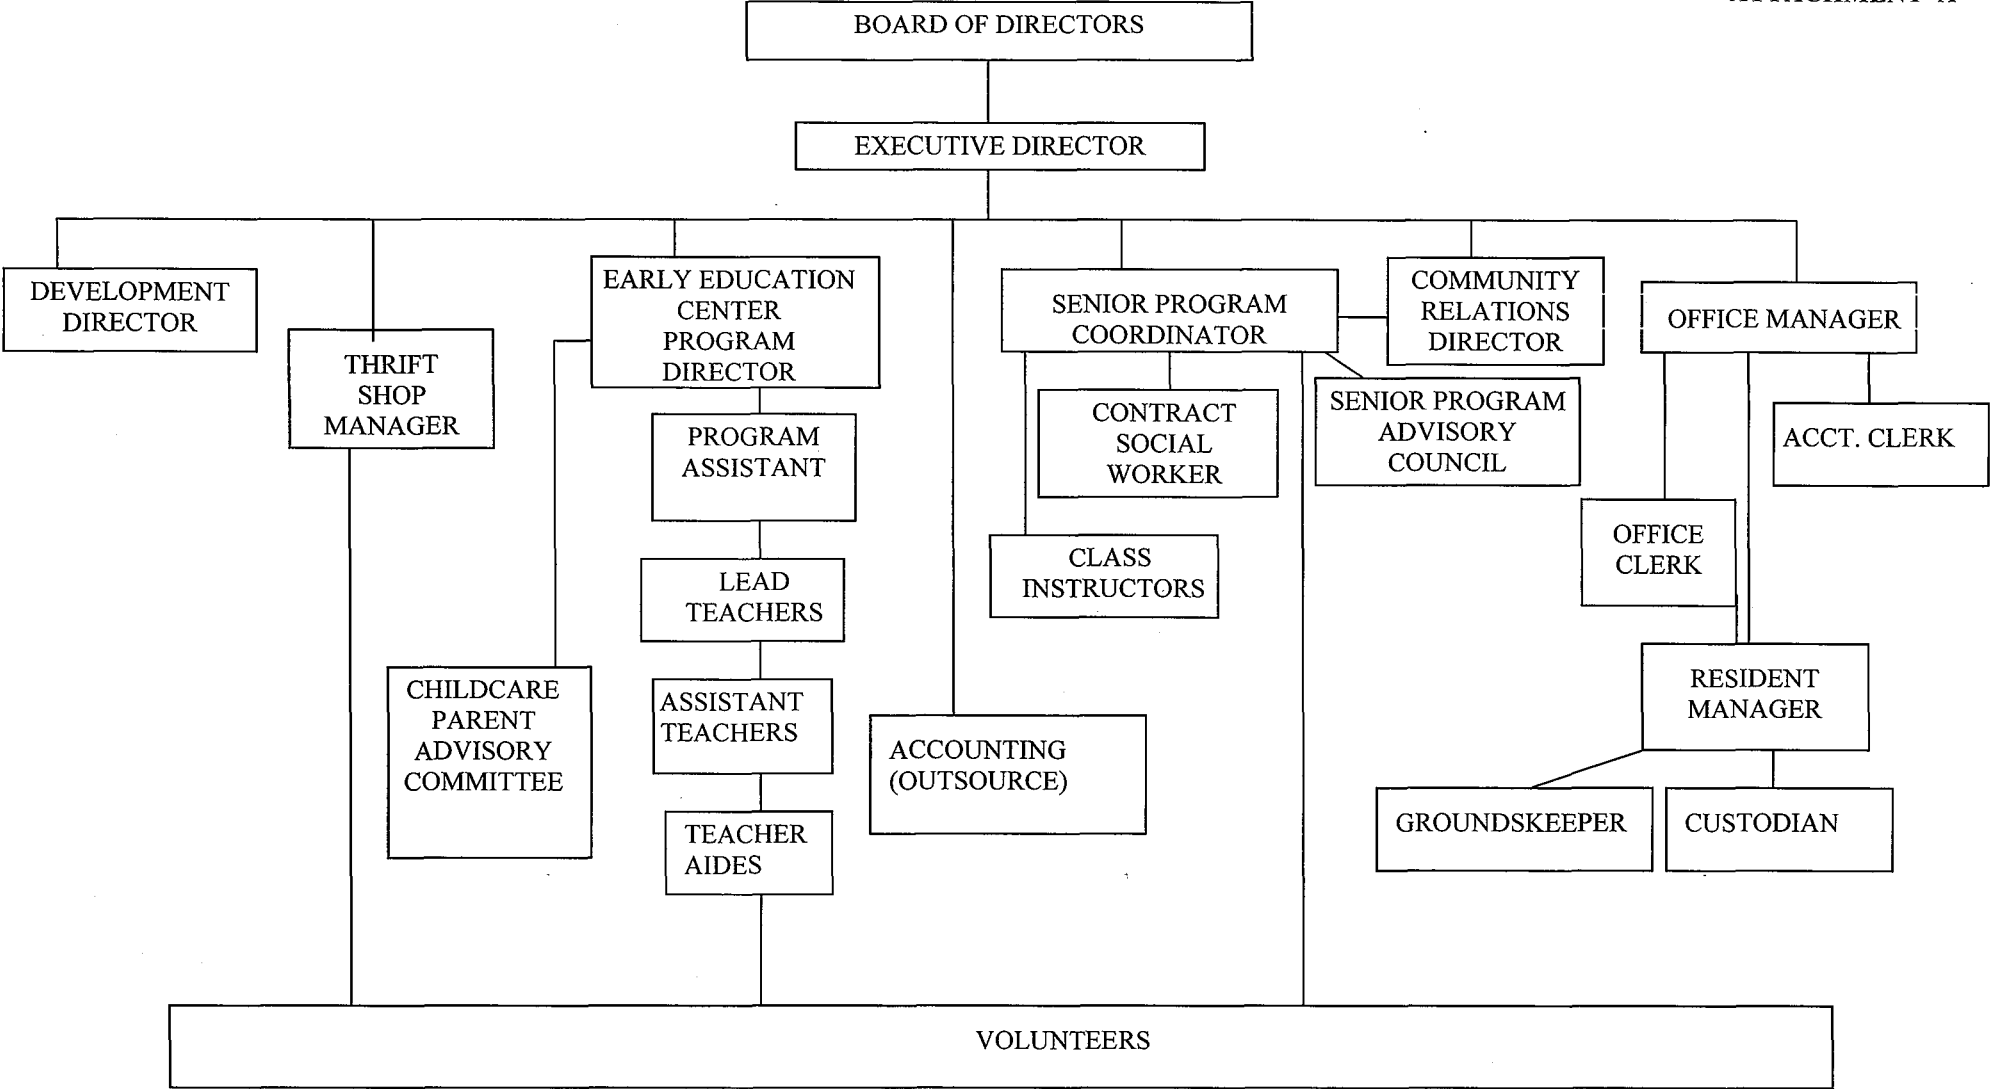 BOARD OF DIRECTORS
EXECUTIVE DIRECTOR
DEVELOPMENT
DIRECTOR
THRIFT
SHOP
MANAGER
EARLY EDUCATION
CENTER
PROGRAM
DIRECTOR
SENIOR PROGRAM
COORDINATOR
COMMUNITY
RELATIONS
DIRECTOR
OFFICE MANAGER
PROGRAM
ASSISTANT
CONTRACT
SOCIAL
WORKER
SENIOR PROGRAM
ADVISORY
COUNCIL
ACCT. CLERK
OFFICE
CLERK
LEAD
TEACHERS
CLASS
INSTRUCTORS
CHILDCARE
PARENT
ADVISORY
COMMITTEE
ASSISTANT
TEACHERS
ACCOUNTING
(OUTSOURCE)
RESIDENT
MANAGER
TEACHER
AIDES
GROUNDSKEEPER
CUSTODIAN
VOLUNTEERS